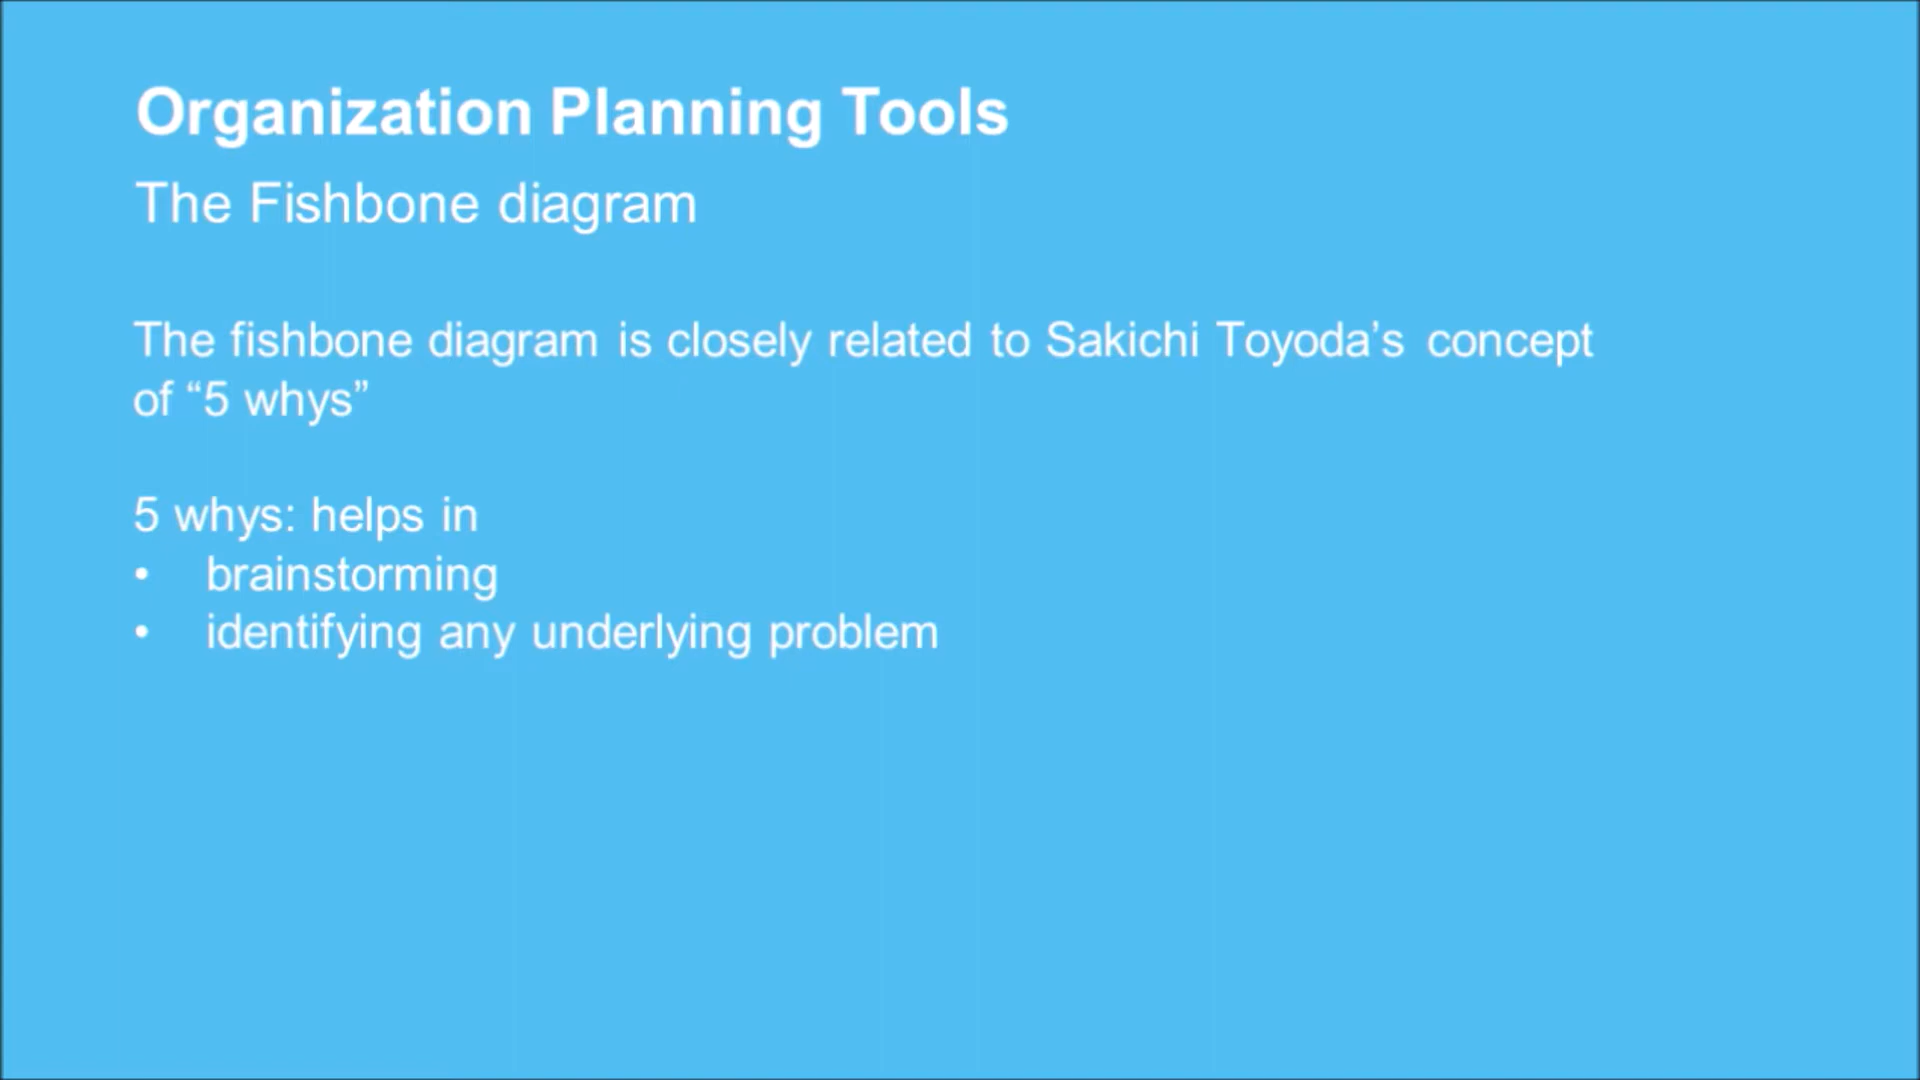 Organization Planning Tools
The Fishbone diagram
The fishbone diagram is closely related to Sakichi Toyoda’s concept
of “5 whys”
5 whys: helps in
• brainstorming
• identifying any underlying problem